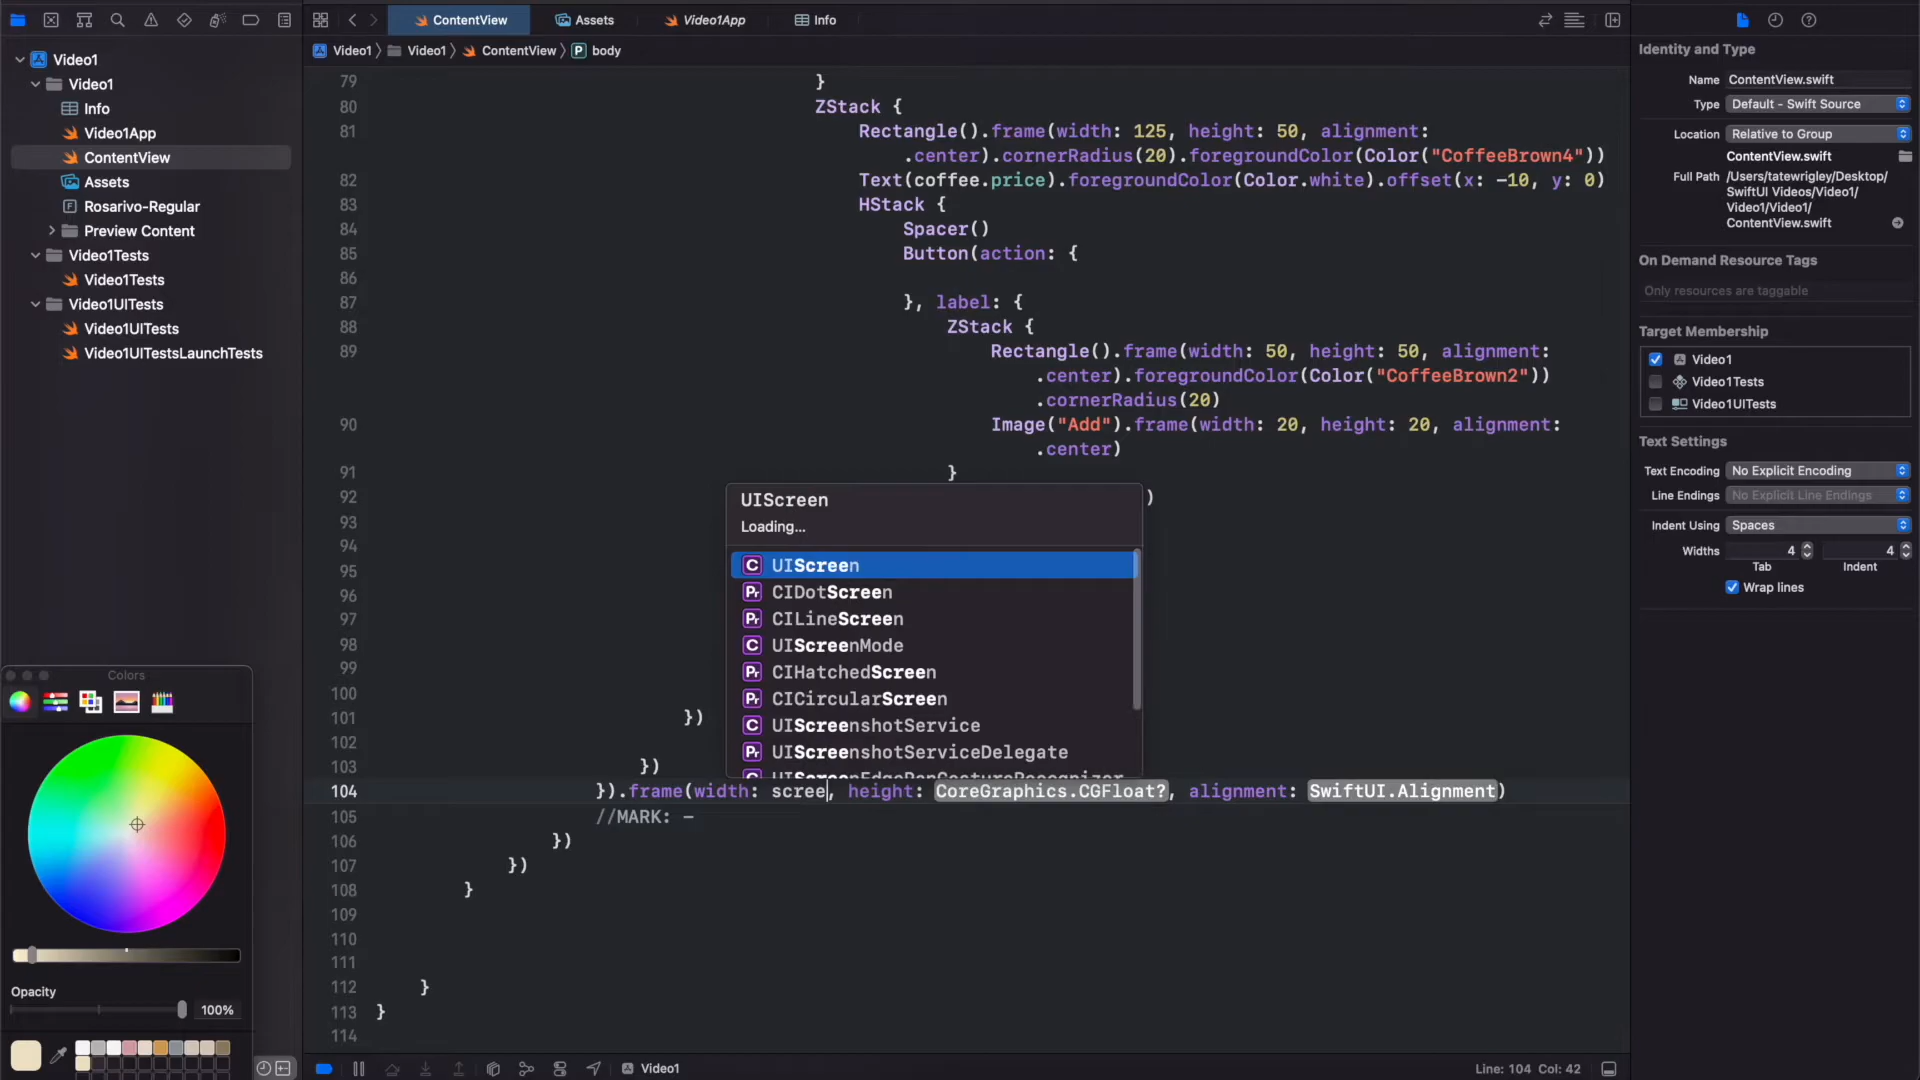 ContentView
Assets
Video1App
Info
Video1
Video1
ContentView
P body
Video1
Video1
Info
Video1App
ContentView
Assets
F Rosarivo-Regular
Preview Content
Video1Tests
Video1Tests
Video1UITests
Video1UITests
Video1UITestsLaunchTests
79 }
80 ZStack {
81 Rectangle().frame(width: 125, height: 50, alignment:
.center).cornerRadius(20).foregroundColor(Color("CoffeeBrown4"))
82 Text(coffee.price).foregroundColor(Color.white).offset(x: -10, y: 0)
83 HStack {
84 Spacer()
85 Button(action: {
86
87 }, label: {
88 ZStack {
89 Rectangle().frame(width: 50, height: 50, alignment:
.center).foregroundColor(Color("CoffeeBrown2"))
.cornerRadius(20)
90 Image("Add").frame(width: 20, height: 20, alignment:
.center)
91 }
92 )
93
94
95
96
97
98
99
100
101 })
102
103 })
104 }).frame(width: scree, height: CoreGraphics.CGFloat?, alignment: SwiftUI.Alignment)
105 //MARK: -
106 })
107 })
108 }
109
110
111
112 }
113 }
114
UIScreen
Loading...
C UIScreen
Pr CIDotScreen
Pr CILineScreen
C UIScreenMode
Pr CIHatchedScreen
Pr CICircularScreen
C UIScreenshotService
Pr UIScreenshotServiceDelegate
C UIScreenEdgePanGestureRecognizer
Colors
Opacity
100%
Video1
Line: 104 Col: 42
Identity and Type
Name ContentView.swift
Type Default - Swift Source
Location Relative to Group
ContentView.swift
Full Path /Users/tatewrigley/Desktop/
SwiftUI Videos/Video1/
Video1/Video1/
ContentView.swift
On Demand Resource Tags
Only resources are taggable
Target Membership
Video1
Video1Tests
Video1UITests
Text Settings
Text Encoding No Explicit Encoding
Line Endings No Explicit Line Endings
Indent Using Spaces
Widths 4 4
Tab Indent
Wrap lines